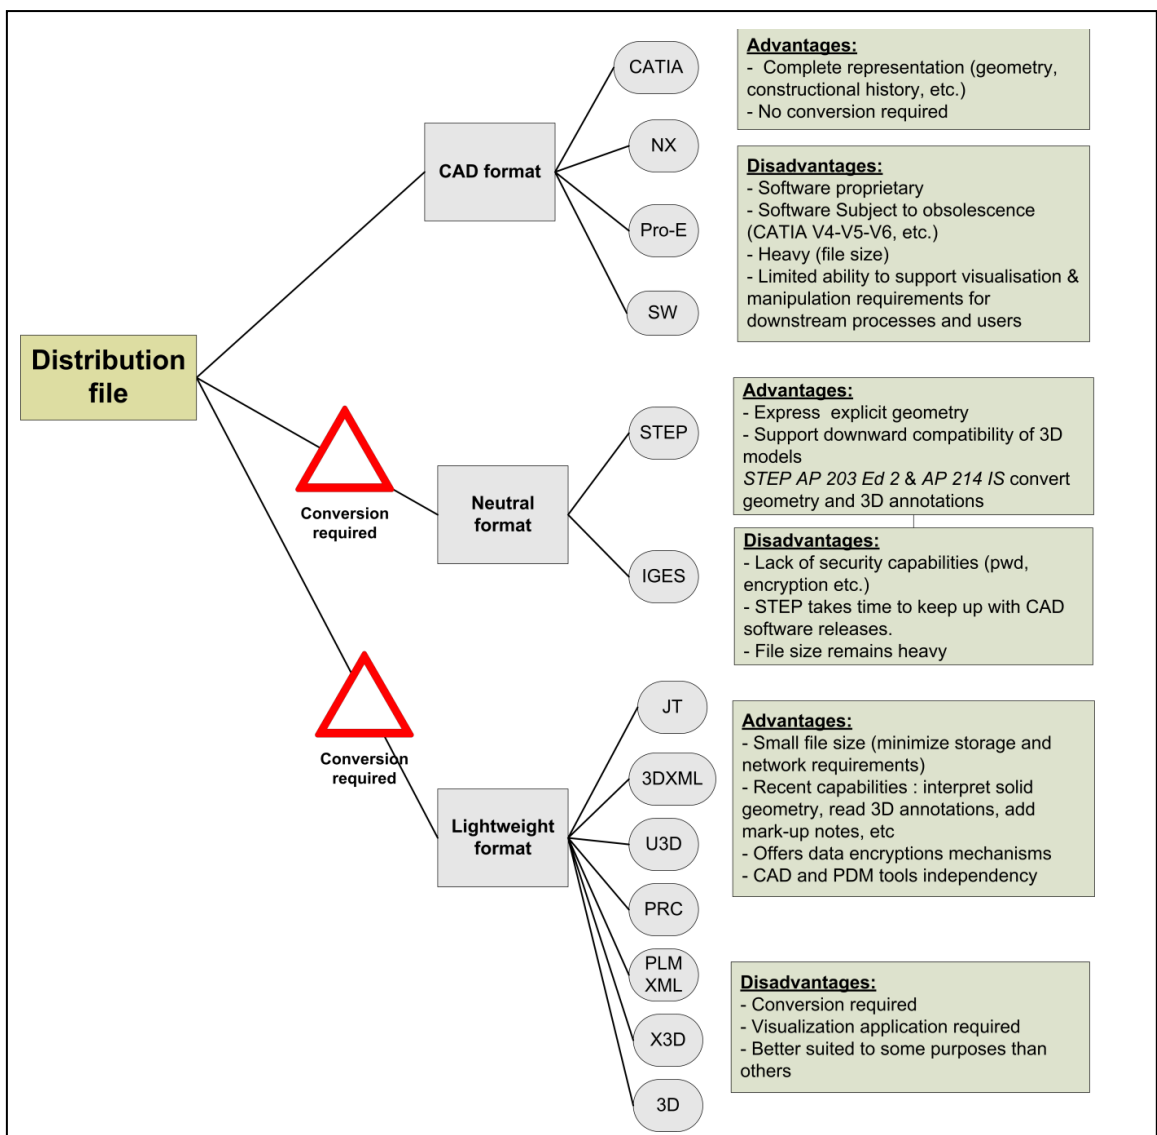 Distribution
file
CAD format
CATIA
NX
Pro-E
SW
Advantages:
- Complete representation (geometry,
constructional history, etc.)
- No conversion required
Disadvantages:
- Software proprietary
- Software Subject to obsolescence
(CATIA V4-V5-V6, etc.)
- Heavy (file size)
- Limited ability to support visualisation &
manipulation requirements for
downstream processes and users
Conversion
required
Neutral
format
STEP
IGES
Advantages:
- Express explicit geometry
- Support downward compatibility of 3D
models
STEP AP 203 Ed 2 & AP 214 IS convert
geometry and 3D annotations
Disadvantages:
- Lack of security capabilities (pwd,
encryption etc.)
- STEP takes time to keep up with CAD
software releases.
- File size remains heavy
Conversion
required
Lightweight
format
JT
3DXML
U3D
PRC
PLM
XML
X3D
3D
Advantages:
- Small file size (minimize storage and
network requirements)
- Recent capabilities : interpret solid
geometry, read 3D annotations, add
mark-up notes, etc
- Offers data encryptions mechanisms
- CAD and PDM tools independency
Disadvantages:
- Conversion required
- Visualization application required
- Better suited to some purposes than
others